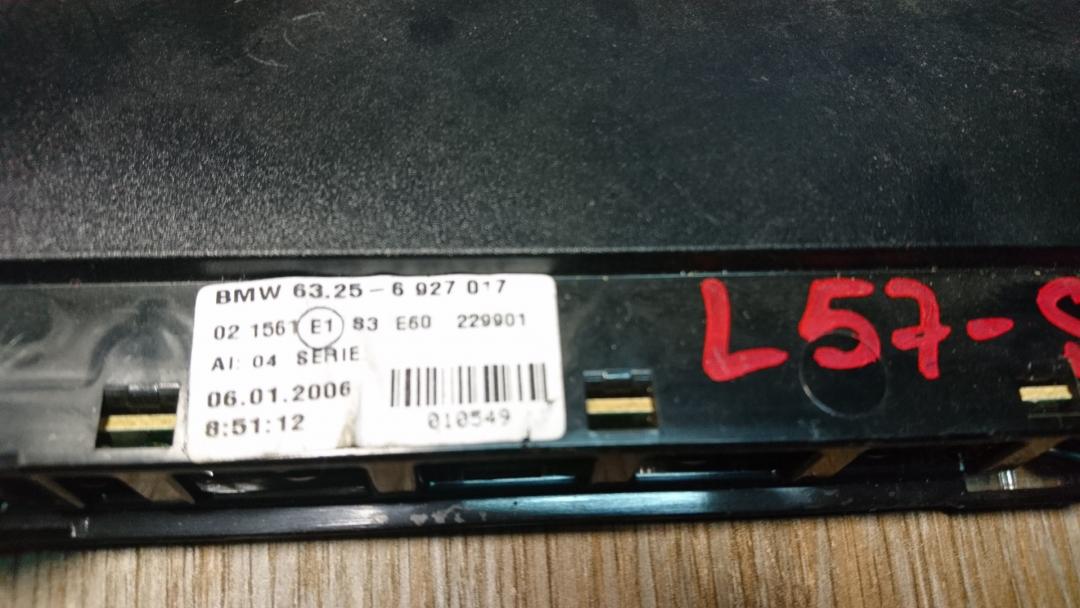 BMW 63.25-6 927 017
02 1561 E1 S3 E60 229901
AI: 04 SERIE
06.01.2006
8:51:12
010549
L57-